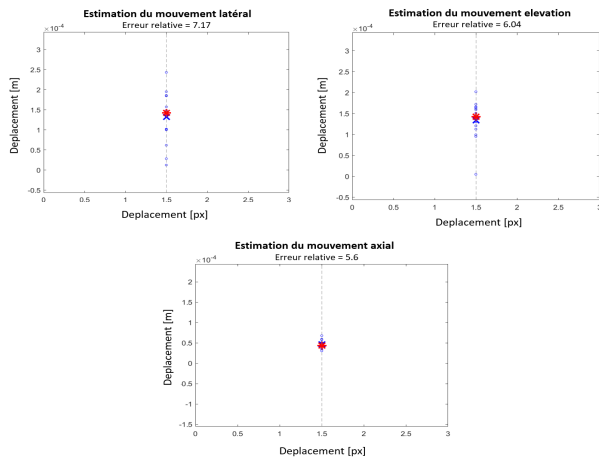 Estimation du mouvement latéral
Erreur relative = 7.17
×10⁻⁴
3
2.5
2
1.5
1
0.5
0
-0.5
Deplacement [m]
0 0.5 1 1.5 2 2.5 3
Deplacement [px]
Estimation du mouvement elevation
Erreur relative = 6.04
×10⁻⁴
3
2.5
2
1.5
1
0.5
0
-0.5
Deplacement [m]
0 0.5 1 1.5 2 2.5 3
Deplacement [px]
Estimation du mouvement axial
Erreur relative = 5.6
×10⁻⁴
2
1.5
1
0.5
0
-0.5
-1
-1.5
Deplacement [m]
0 0.5 1 1.5 2 2.5 3
Deplacement [px]